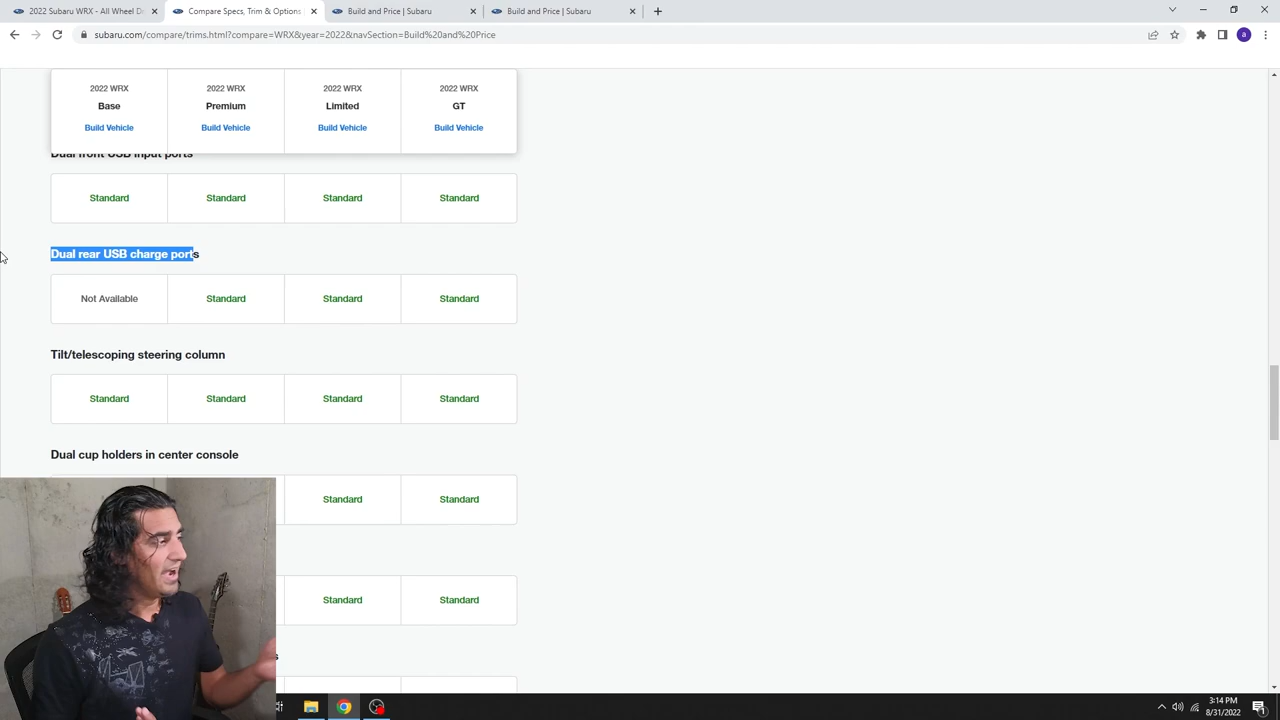 2022 Subaru WRX - All Wheel D
Compare Specs, Trim & Options
Build and Price | Subaru
Build and Price | Subaru
subaru.com/compare/trims.html?compare=WRX&year=2022&navSection=Build%20and%20Price
a
2022 WRX 2022 WRX 2022 WRX 2022 WRX
Base Premium Limited GT
Build Vehicle Build Vehicle Build Vehicle Build Vehicle
Dual front USB input ports
Standard Standard Standard Standard
Dual rear USB charge ports
Not Available Standard Standard Standard
Tilt/telescoping steering column
Standard Standard Standard Standard
Dual cup holders in center console
Standard Standard
Standard Standard
s
3:14 PM
8/31/2022
1